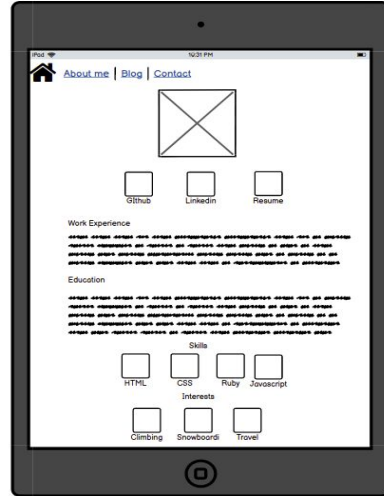 iPad 10:31 PM
About me | Blog | Contact
GIthub Linkedin Resume
Work Experience
Education
Skills
HTML CSS Ruby Javascript
Interests
Climbing Snowboardi Travel